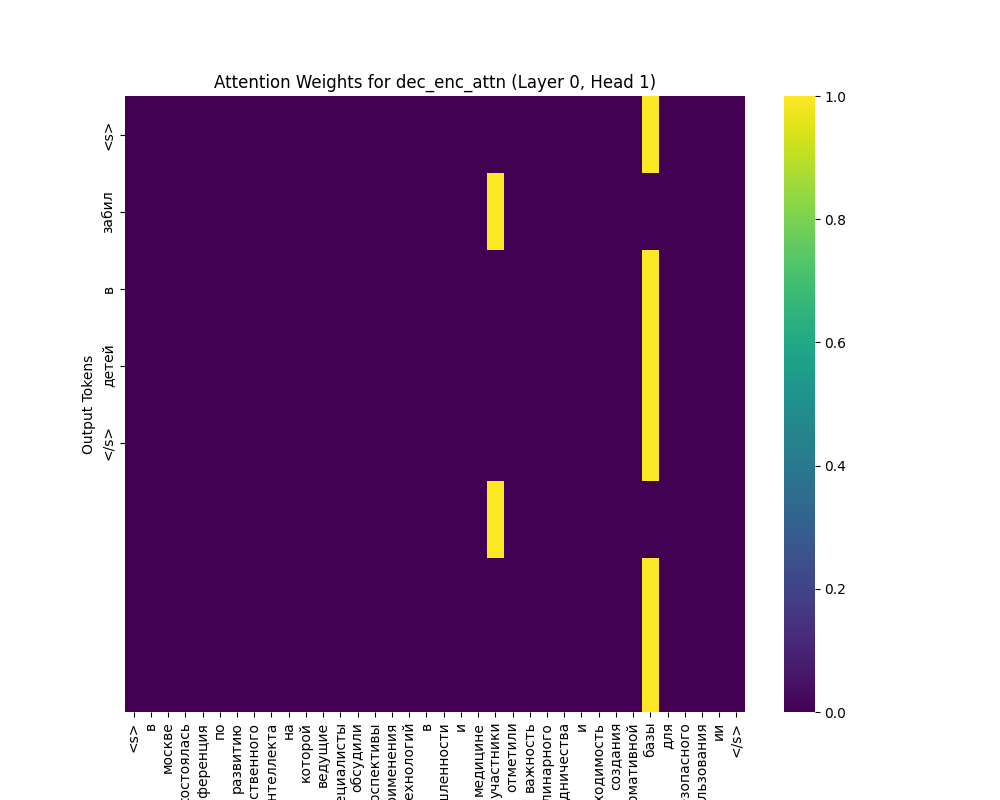 Attention Weights for dec_enc_attn (Layer 0, Head 1)
Output Tokens
<s>
забил
в
детей
</s>
1.0
0.8
0.6
0.4
0.2
0.0
<s>
в
москве
состоялась
ференция
по
развитию
ственного
нтеллекта
на
которой
ведущие
ециалисты
обсудили
рспективы
рименения
ехнологий
в
шленности
и
медицине
участники
отметили
важность
линарного
дничества
и
ходимость
создания
рмативной
базы
для
зопасного
льзования
ии
</s>